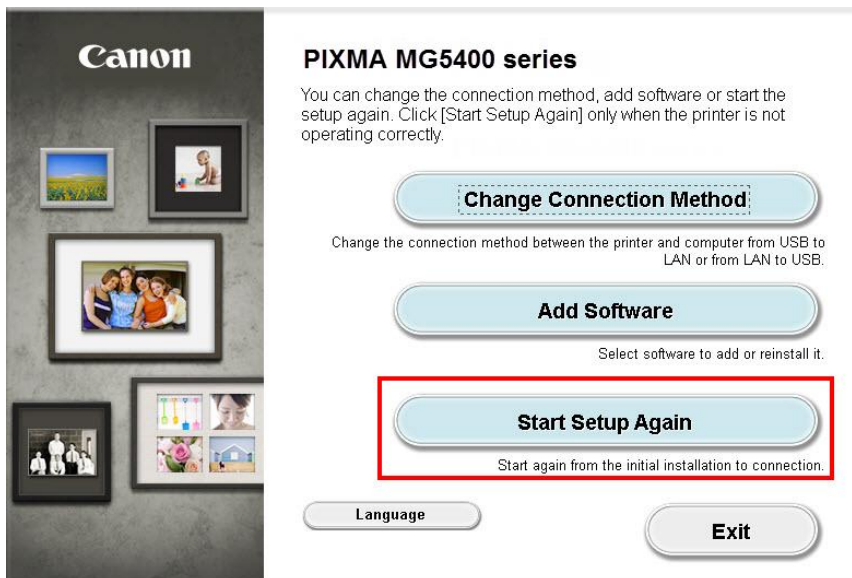 Canon
PIXMA MG5400 series
You can change the connection method, add software or start the
setup again. Click [Start Setup Again] only when the printer is not
operating correctly.
Change Connection Method
Change the connection method between the printer and computer from USB to
LAN or from LAN to USB.
Add Software
Select software to add or reinstall it.
Start Setup Again
Start again from the initial installation to connection.
Language
Exit